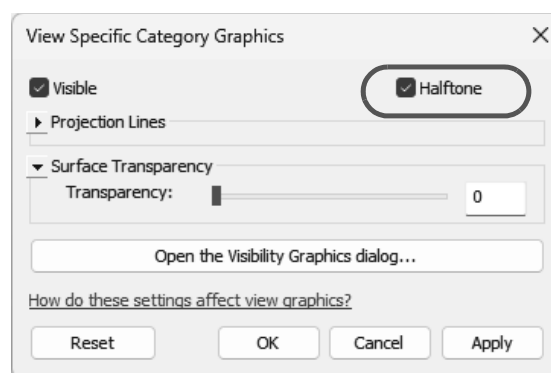 View Specific Category Graphics
Visible Halftone
Projection Lines
Surface Transparency
Transparency: 0
Open the Visibility Graphics dialog...
How do these settings affect view graphics?
Reset OK Cancel Apply